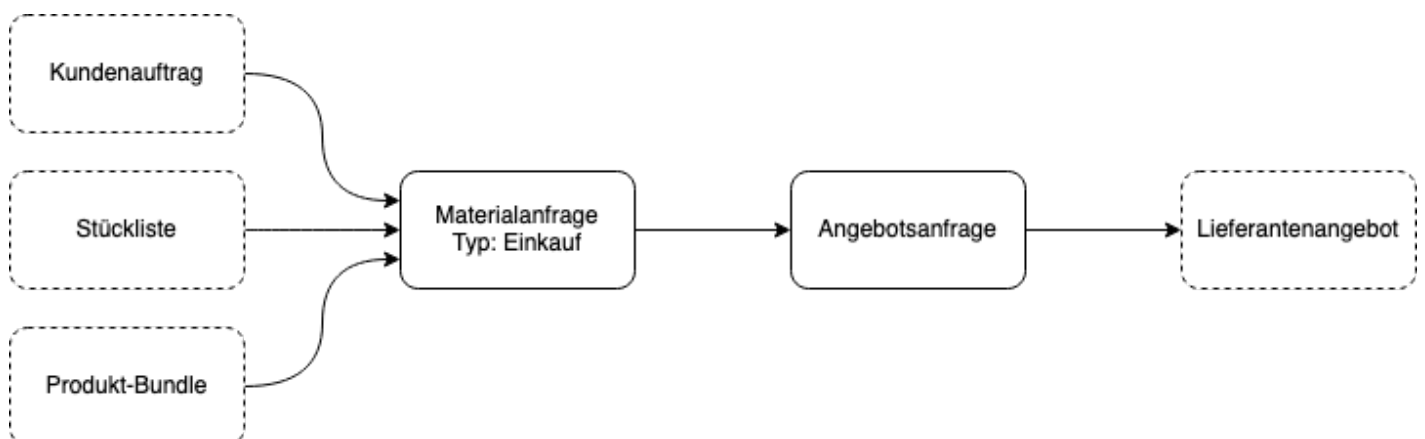 Kundenauftrag
Stückliste
Produkt-Bundle
Materialanfrage
Typ: Einkauf
Angebotsanfrage
Lieferantenangebot